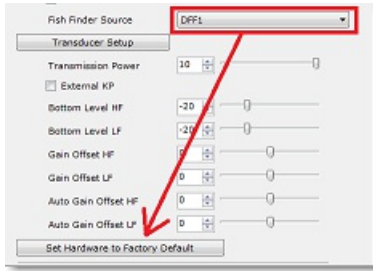 Fish Finder Source DFF1
Transducer Setup
Transmission Power 10
External KP
Bottom Level HF -20
Bottom Level LF -20
Gain Offset HF 0
Gain Offset LF 0
Auto Gain Offset HF 0
Auto Gain Offset LF 0
Set Hardware to Factory Default